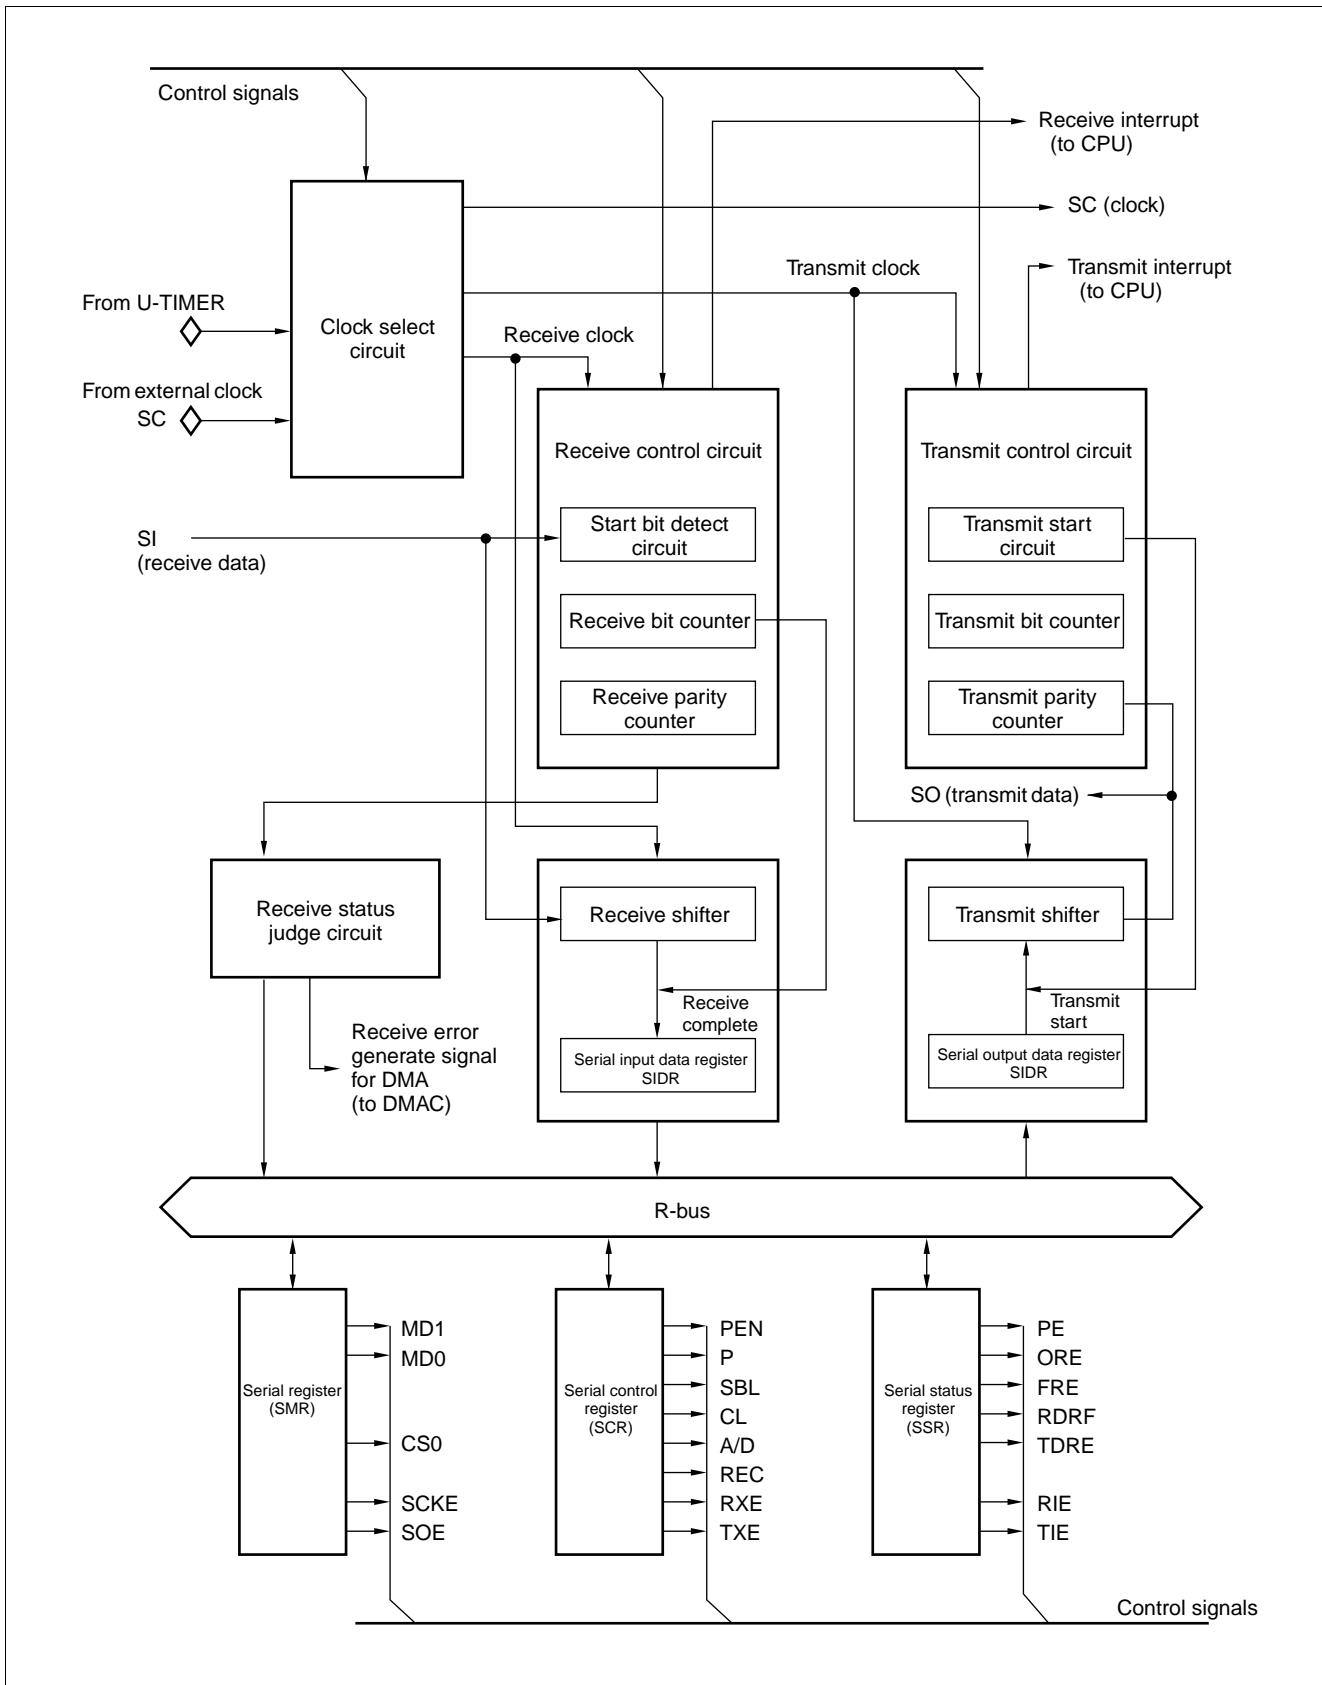 Control signals
Receive interrupt
(to CPU)
SC (clock)
Transmit clock
Transmit interrupt
(to CPU)
From U-TIMER
Clock select
circuit
Receive clock
From external clock
SC
Receive control circuit
Transmit control circuit
SI
(receive data)
Start bit detect
circuit
Transmit start
circuit
Receive bit counter
Transmit bit counter
Receive parity
counter
Transmit parity
counter
SO (transmit data)
Receive status
judge circuit
Receive shifter
Transmit shifter
Receive
complete
Transmit
start
Receive error
generate signal
for DMA
(to DMAC)
Serial input data register
SIDR
Serial output data register
SIDR
R-bus
Serial register
(SMR)
MD1
MD0
CS0
SCKE
SOE
Serial control
register
(SCR)
PEN
P
SBL
CL
A/D
REC
RXE
TXE
Serial status
register
(SSR)
PE
ORE
FRE
RDRF
TDRE
RIE
TIE
Control signals